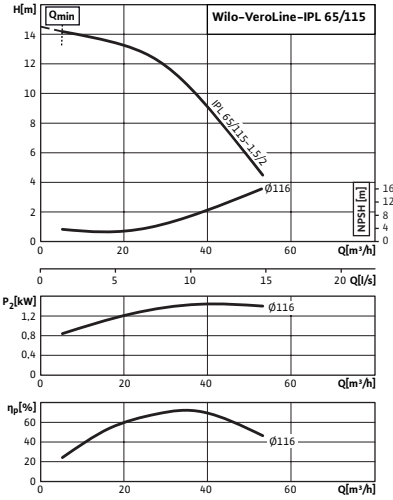 H[m]
Qmin
Wilo-VeroLine-IPL 65/115
14
12
10
8
6
4
2
0
IPL 65/115-1.5/2
Ø116
NPSH [m]
16
12
8
4
0
0 20 40 60 Q[m³/h]
0 5 10 15 20 Q[l/s]
P2[kW]
1,2
0,8
0,4
0
Ø116
0 20 40 60 Q[m³/h]
ηp[%]
60
40
20
0
Ø116
0 20 40 60 Q[m³/h]